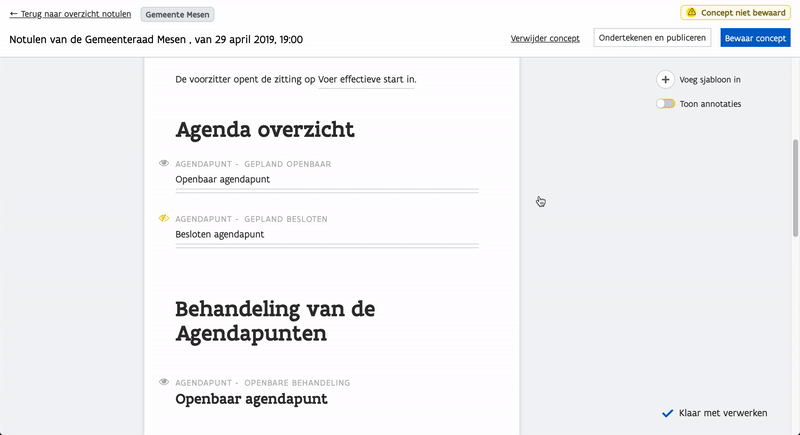 ← Terug naar overzicht notulen
Gemeente Mesen
Concept niet bewaard
Notulen van de Gemeenteraad Mesen , van 29 april 2019, 19:00
Verwijder concept
Ondertekenen en publiceren
Bewaar concept
De voorzitter opent de zitting op Voer effectieve start in.
Voeg sjabloon in
Toon annotaties
Agenda overzicht
AGENDAPUNT - GEPLAND OPENBAAR
Openbaar agendapunt
AGENDAPUNT - GEPLAND BESLOTEN
Besloten agendapunt
Behandeling van de
Agendapunten
AGENDAPUNT - OPENBARE BEHANDELING
Openbaar agendapunt
Klaar met verwerken